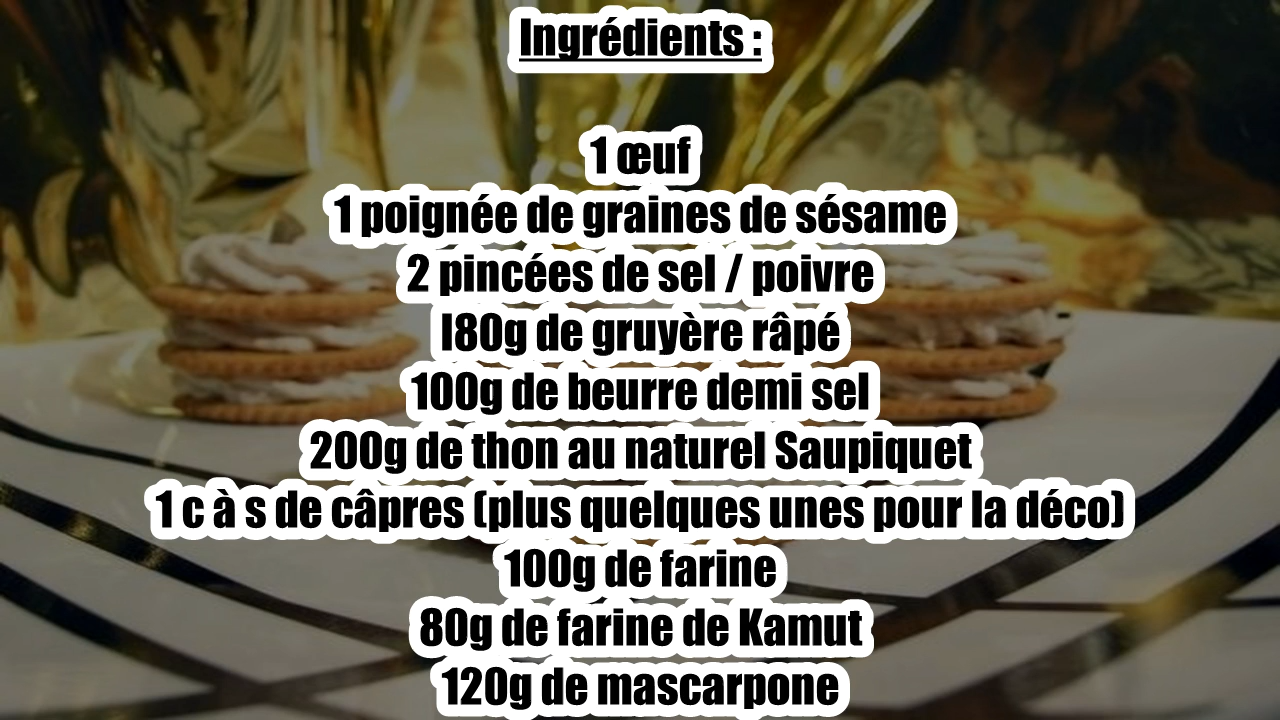 Ingrédients :
1 œuf
1 poignée de graines de sésame
2 pincées de sel / poivre
l80g de gruyère râpé
100g de beurre demi sel
200g de thon au naturel Saupiquet
1 c à s de câpres (plus quelques unes pour la déco)
100g de farine
80g de farine de Kamut
120g de mascarpone